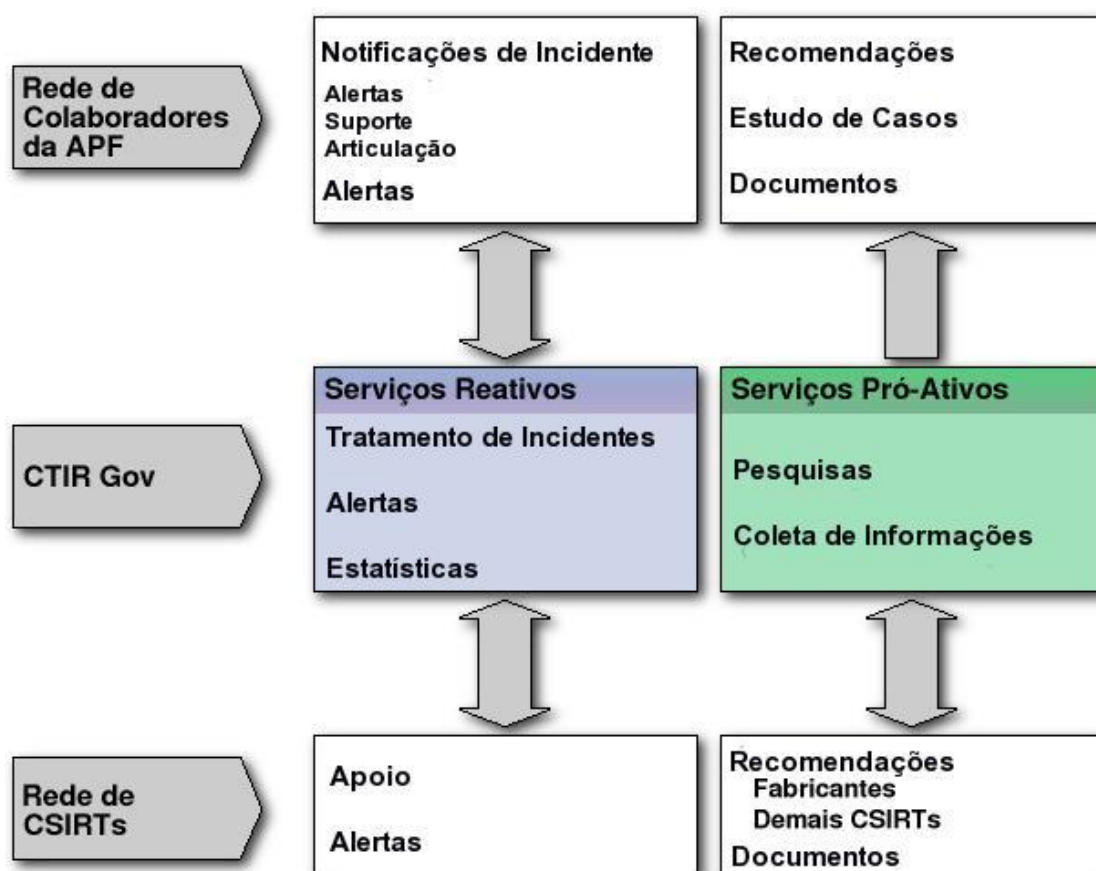 Rede de
Colaboradores
da APF
Notificações de Incidente
Alertas
Suporte
Articulação
Alertas
Recomendações
Estudo de Casos
Documentos
CTIR Gov
Serviços Reativos
Tratamento de Incidentes
Alertas
Estatísticas
Serviços Pró-Ativos
Pesquisas
Coleta de Informações
Rede de
CSIRTs
Apoio
Alertas
Recomendações
Fabricantes
Demais CSIRTs
Documentos